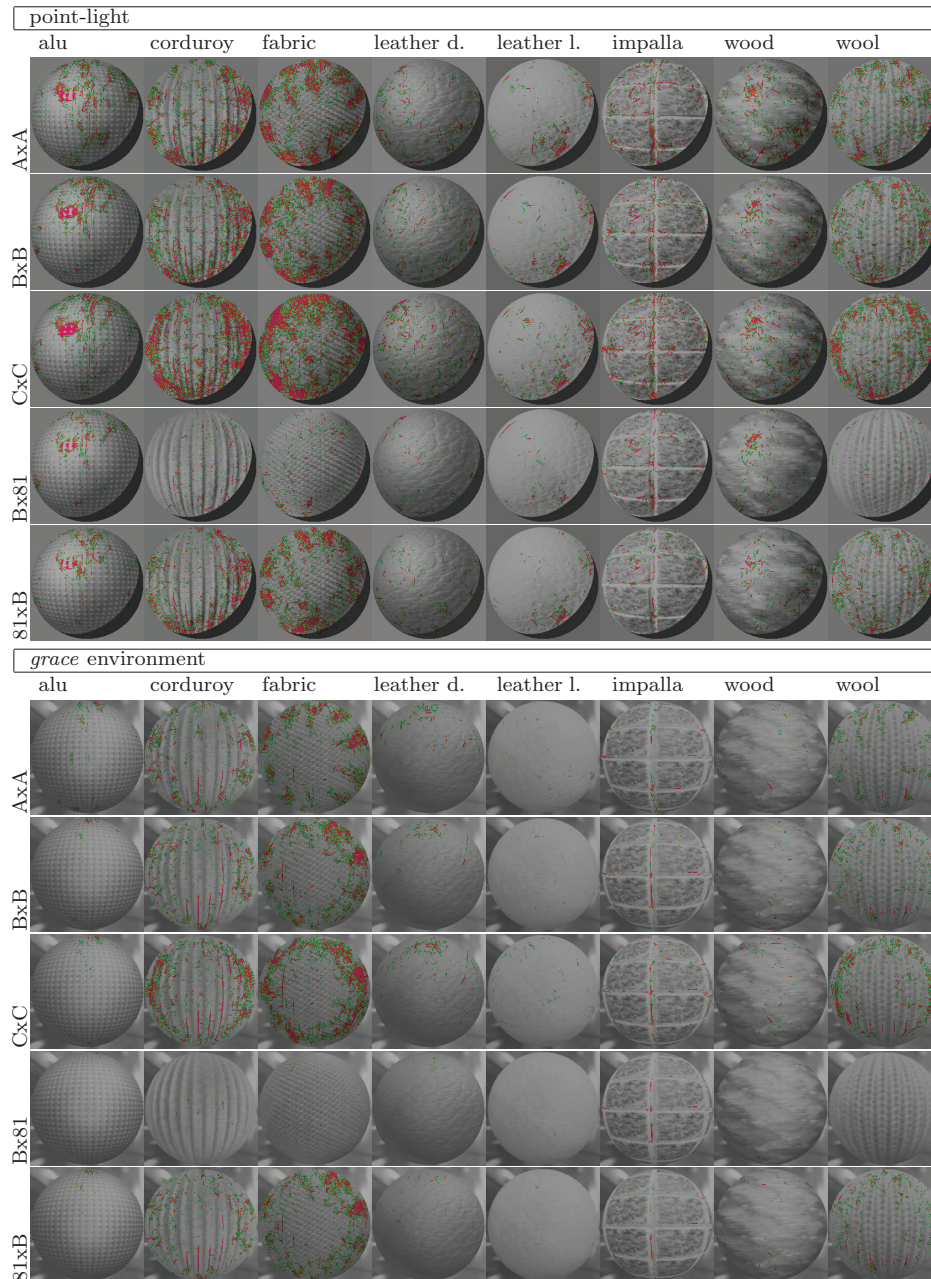 point-light
alu corduroy fabric leather d. leather l. impalla wood wool
AxA
BxB
CxC
Bx81
81xB
grace environment
alu corduroy fabric leather d. leather l. impalla wood wool
AxA
BxB
CxC
Bx81
81xB